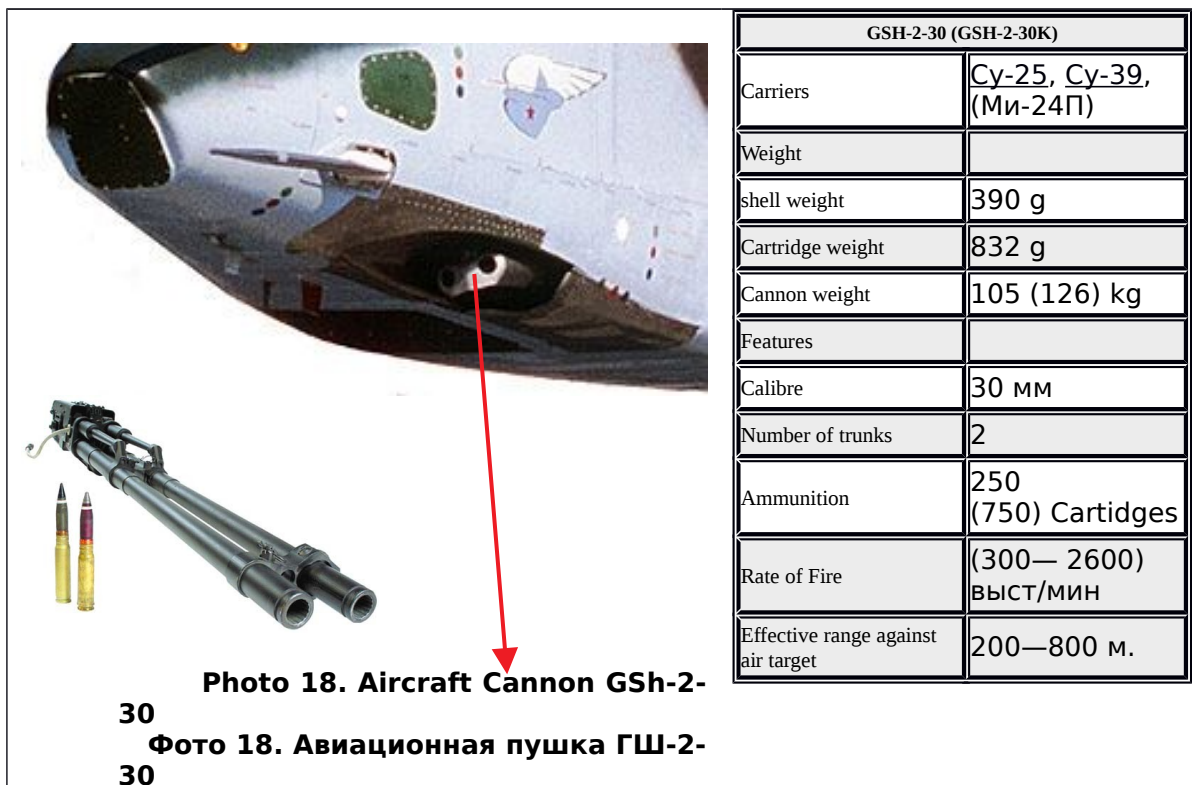 GSH-2-30 (GSH-2-30K)
Carriers
Су-25, Су-39,
(Ми-24П)
Weight
shell weight
390 g
Cartridge weight
832 g
Cannon weight
105 (126) kg
Features
Calibre
30 мм
Number of trunks
2
Ammunition
250
(750) Cartidges
Rate of Fire
(300— 2600)
выст/мин
Effective range against
air target
200—800 м.
Photo 18. Aircraft Cannon GSh-2-
30
Фото 18. Авиационная пушка ГШ-2-
30